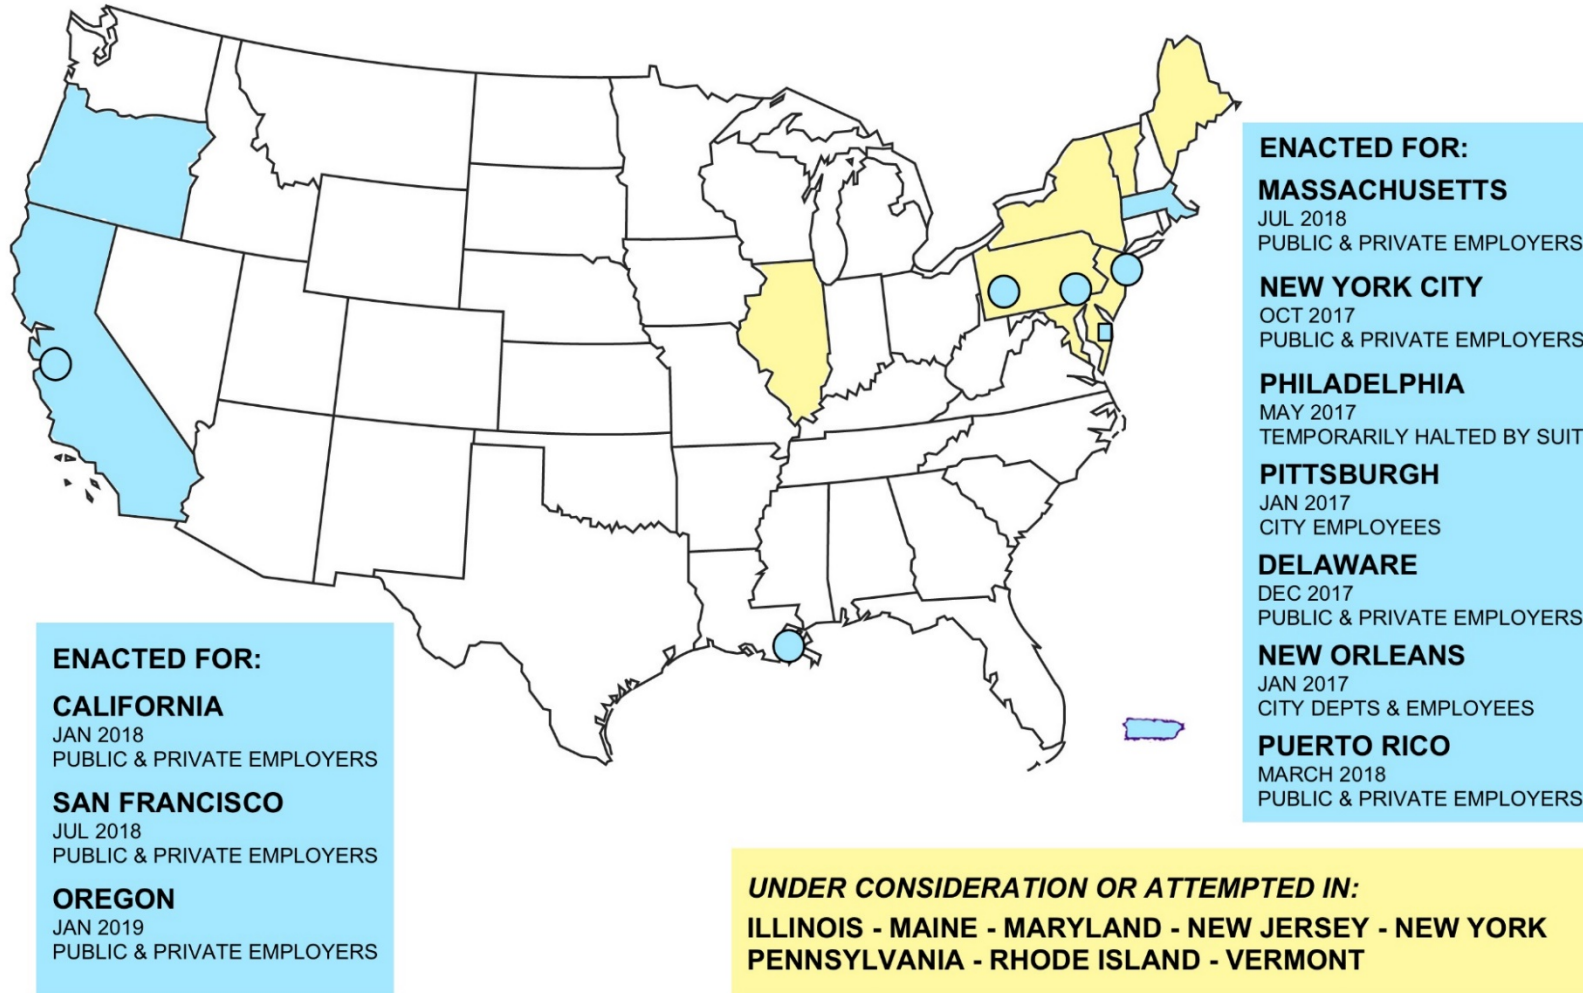 ENACTED FOR:
MASSACHUSETTS
JUL 2018
PUBLIC & PRIVATE EMPLOYERS
NEW YORK CITY
OCT 2017
PUBLIC & PRIVATE EMPLOYERS
PHILADELPHIA
MAY 2017
TEMPORARILY HALTED BY SUIT
PITTSBURGH
JAN 2017
CITY EMPLOYEES
DELAWARE
DEC 2017
PUBLIC & PRIVATE EMPLOYERS
NEW ORLEANS
JAN 2017
CITY DEPTS & EMPLOYEES
PUERTO RICO
MARCH 2018
PUBLIC & PRIVATE EMPLOYERS
ENACTED FOR:
CALIFORNIA
JAN 2018
PUBLIC & PRIVATE EMPLOYERS
SAN FRANCISCO
JUL 2018
PUBLIC & PRIVATE EMPLOYERS
OREGON
JAN 2019
PUBLIC & PRIVATE EMPLOYERS
UNDER CONSIDERATION OR ATTEMPTED IN:
ILLINOIS - MAINE - MARYLAND - NEW JERSEY - NEW YORK
PENNSYLVANIA - RHODE ISLAND - VERMONT